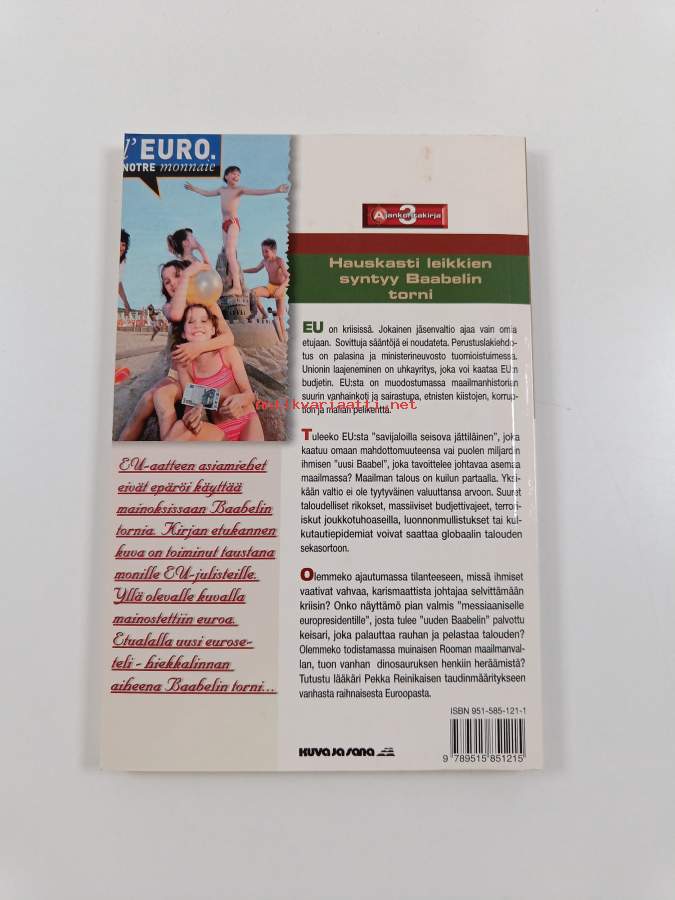 l'EURO.
NOTRE monnaie
3
Ajankohtakirja
Hauskasti leikkien
syntyy Baabelin
torni
EU on kriisissä. Jokainen jäsenvaltio ajaa vain omia
etujaan. Sovittuja sääntöjä ei noudateta. Perustuslakiehdo-
tus on palasina ja ministerineuvosto tuomioistuimessa.
Unionin laajeneminen on uhkayritys, joka voi kaataa EU:n
budjetin. EU:sta on muodostumassa maailmanhistorian
suurin vanhainkoti ja sairastupa, etnisten kiistojen, korrup-
tion ja mafian pelikenttä.
antikvariaatti.net
Tuleeko EU:sta "savijaloilla seisova jättiläinen", joka
kaatuu omaan mahdottomuuteensa vai puolen miljardin
ihmisen "uusi Baabel", joka tavoittelee johtavaa asemaa
maailmassa? Maailman talous on kuilun partaalla. Yksi-
kään valtio ei ole tyytyväinen valuuttansa arvoon. Suuret
taloudelliset rikokset, massiiviset budjettivajeet, terrori-
iskut joukkotuhoaseilla, luonnonmullistukset tai kul-
kutautiepidemiat voivat saattaa globaalin talouden
sekasortoon.
Olemmeko ajautumassa tilanteeseen, missä ihmiset
vaativat vahvaa, karismaattista johtajaa selvittämään
kriisin? Onko näyttämö pian valmis "messiaaniselle
europresidentille", josta tulee "uuden Baabelin" palvottu
keisari, joka palauttaa rauhan ja pelastaa talouden?
Olemmeko todistamassa muinaisen Rooman maailmanval-
lan, tuon vanhan dinosauruksen henkiin heräämistä?
Tutustu lääkäri Pekka Reinikaisen taudinmääritykseen
vanhasta raihnaisesta Euroopasta.
EU-aatteen asiamiehet
eivät epäröi käyttää
mainoksissaan Baabelin
tornia. Kirjan etukannen
kuva on toiminut taustana
monille EU-julisteille.
Yllä olevalle kuvalla
mainostettiin euroa.
Etualalla uusi eurose-
teli - hiekkalinnan
aiheena Baabelin torni...
KUVA JA SANA
ISBN 951-585-121-1
9 789515 851215